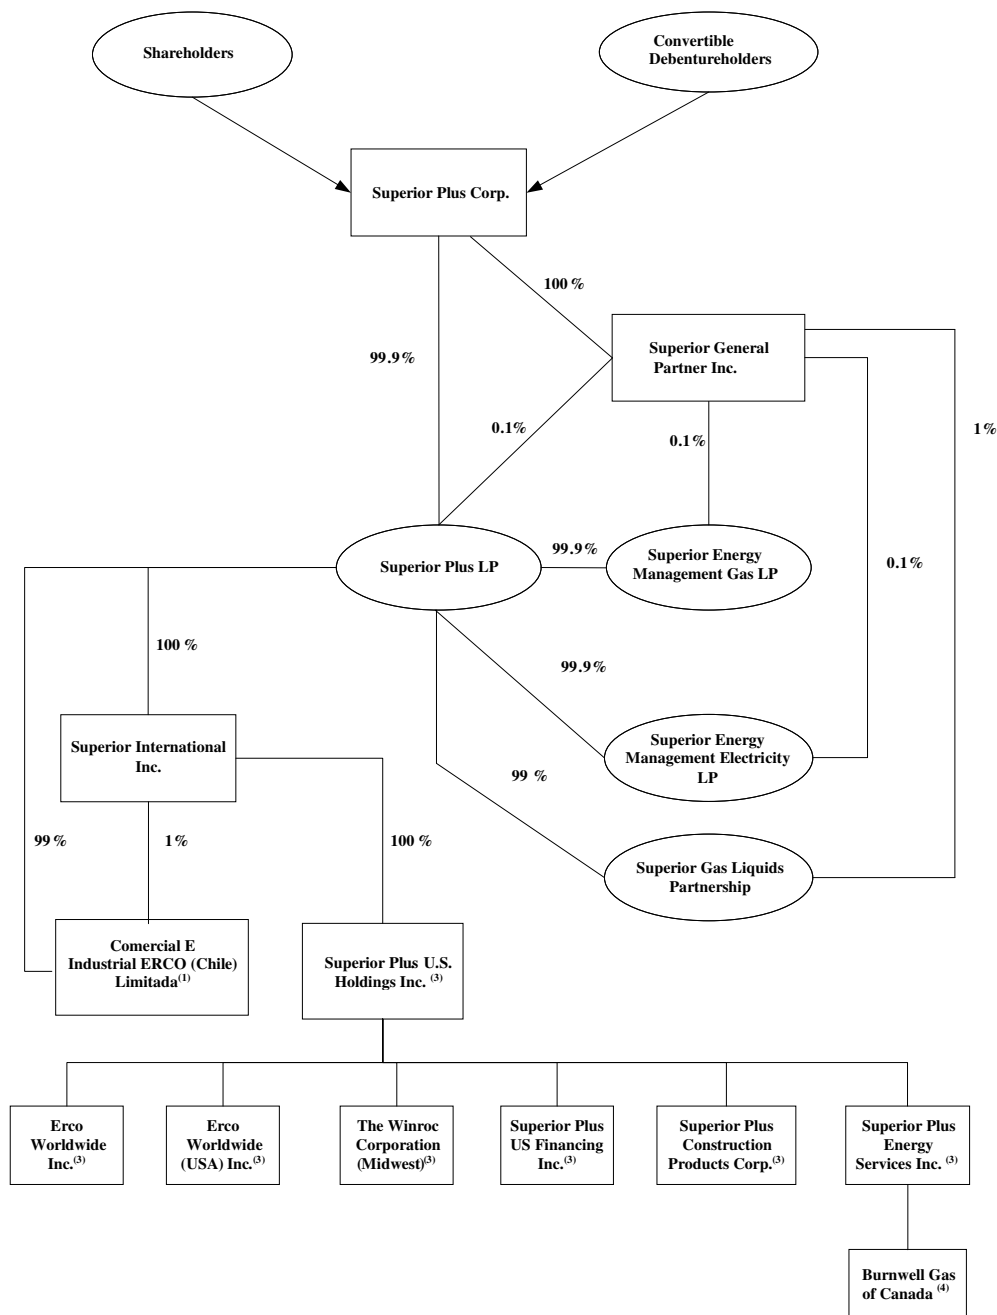 Shareholders
Convertible
Debentureholders
Superior Plus Corp.
100 %
99.9%
Superior General
Partner Inc.
0.1%
0.1%
1%
Superior Plus LP
99.9%
Superior Energy
Management Gas LP
0.1%
100 %
99.9%
Superior International
Inc.
Superior Energy
Management Electricity
LP
99 %
99%
1%
100 %
Superior Gas Liquids
Partnership
Comercial E
Industrial ERCO (Chile)
Limitada(1)
Superior Plus U.S.
Holdings Inc. (3)
Erco
Worldwide
Inc.(3)
Erco
Worldwide
(USA) Inc.(3)
The Winroc
Corporation
(Midwest)(3)
Superior Plus
US Financing
Inc.(3)
Superior Plus
Construction
Products Corp.(3)
Superior Plus
Energy
Services Inc. (3)
Burnwell Gas
of Canada (4)